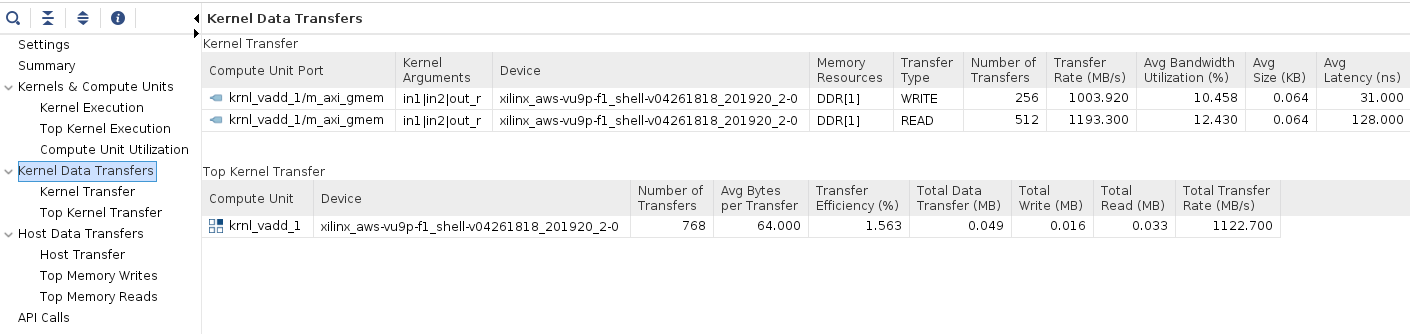 Kernel Data Transfers
Settings
Summary
Kernels & Compute Units
Kernel Execution
Top Kernel Execution
Compute Unit Utilization
Kernel Data Transfers
Kernel Transfer
Top Kernel Transfer
Host Data Transfers
Host Transfer
Top Memory Writes
Top Memory Reads
API Calls
Kernel Transfer
Compute Unit Port Kernel Arguments Device Memory Resources Transfer Type Number of Transfers Transfer Rate (MB/s) Avg Bandwidth Utilization (%) Avg Size (KB) Avg Latency (ns)
krnl_vadd_1/m_axi_gmem in1|in2|out_r xilinx_aws-vu9p-f1_shell-v04261818_201920_2-0 DDR[1] WRITE 256 1003.920 10.458 0.064 31.000
krnl_vadd_1/m_axi_gmem in1|in2|out_r xilinx_aws-vu9p-f1_shell-v04261818_201920_2-0 DDR[1] READ 512 1193.300 12.430 0.064 128.000
Top Kernel Transfer
Compute Unit Device Number of Transfers Avg Bytes per Transfer Transfer Efficiency (%) Total Data Transfer (MB) Total Write (MB) Total Read (MB) Total Transfer Rate (MB/s)
krnl_vadd_1 xilinx_aws-vu9p-f1_shell-v04261818_201920_2-0 768 64.000 1.563 0.049 0.016 0.033 1122.700